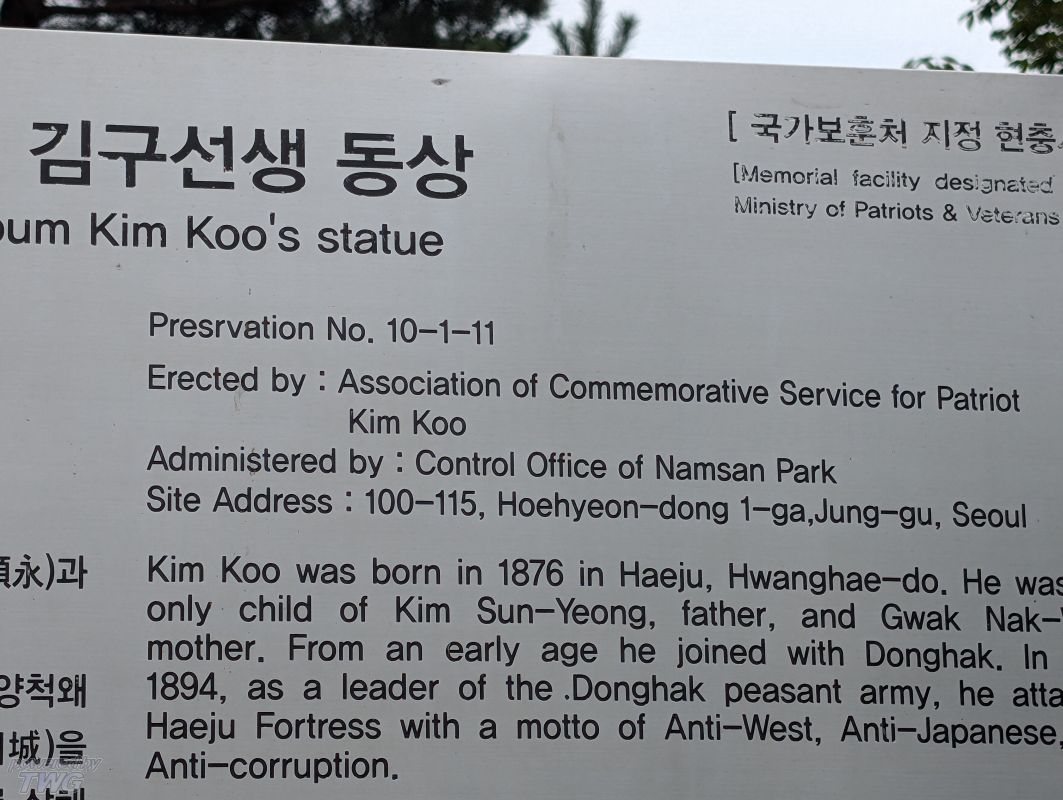 김구선생 동상
[ 국가보훈처 지정 현충
Kim Koo's statue
[Memorial facility designated
Ministry of Patriots & Veterans
Presrvation No. 10-1-11
Erected by : Association of Commemorative Service for Patriot
Kim Koo
Administered by : Control Office of Namsan Park
Site Address : 100-115, Hoehyeon-dong 1-ga,Jung-gu, Seoul
永)과
Kim Koo was born in 1876 in Haeju, Hwanghae-do. He was
only child of Kim Sun-Yeong, father, and Gwak Nak-
mother. From an early age he joined with Donghak. In
양척왜
1894, as a leader of the .Donghak peasant army, he atta
城)을
Haeju Fortress with a motto of Anti-West, Anti-Japanese,
Anti-corruption.
powered by
TWG